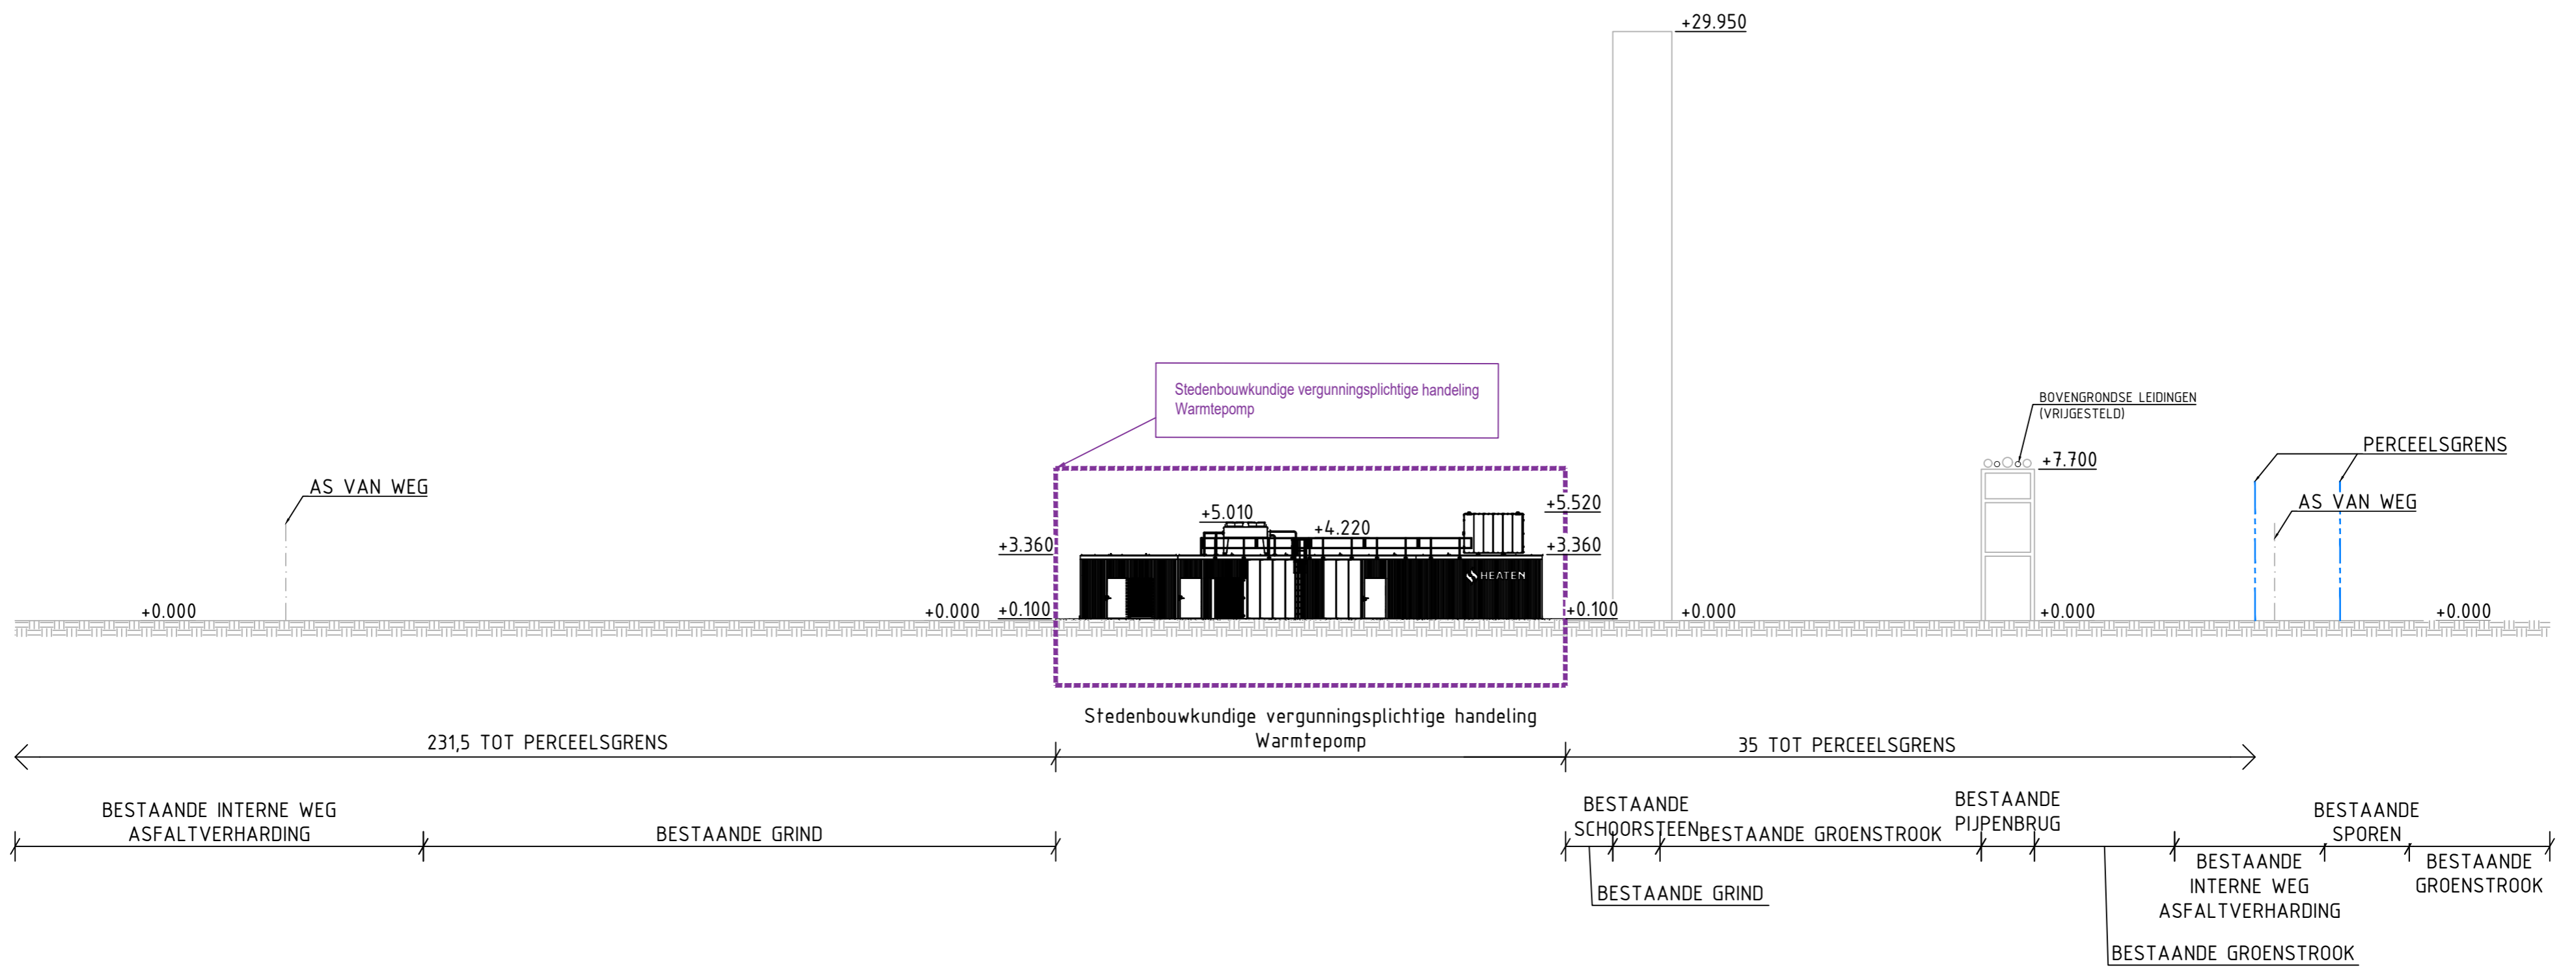 +29.950
Stedenbouwkundige vergunningsplichtige handeling
Warmtepomp
BOVENGRONDSE LEIDINGEN
(VRIJGESTELD)
PERCEELSGRENS
+7.700
AS VAN WEG
AS VAN WEG
+5.520
+5.010
+4.220
+3.360
+3.360
HEATEN
+0.000
+0.000
+0.100
+0.100
+0.000
+0.000
+0.000
Stedenbouwkundige vergunningsplichtige handeling
Warmtepomp
231,5 TOT PERCEELSGRENS
35 TOT PERCEELSGRENS
BESTAANDE INTERNE WEG
ASFALTVERHARDING
BESTAANDE GRIND
BESTAANDE
SCHOORSTEEN
BESTAANDE GROENSTROOK
BESTAANDE
PIJPENBRUG
BESTAANDE
SPOREN
BESTAANDE
INTERNE WEG
ASFALTVERHARDING
BESTAANDE
GROENSTROOK
BESTAANDE GRIND
BESTAANDE GROENSTROOK